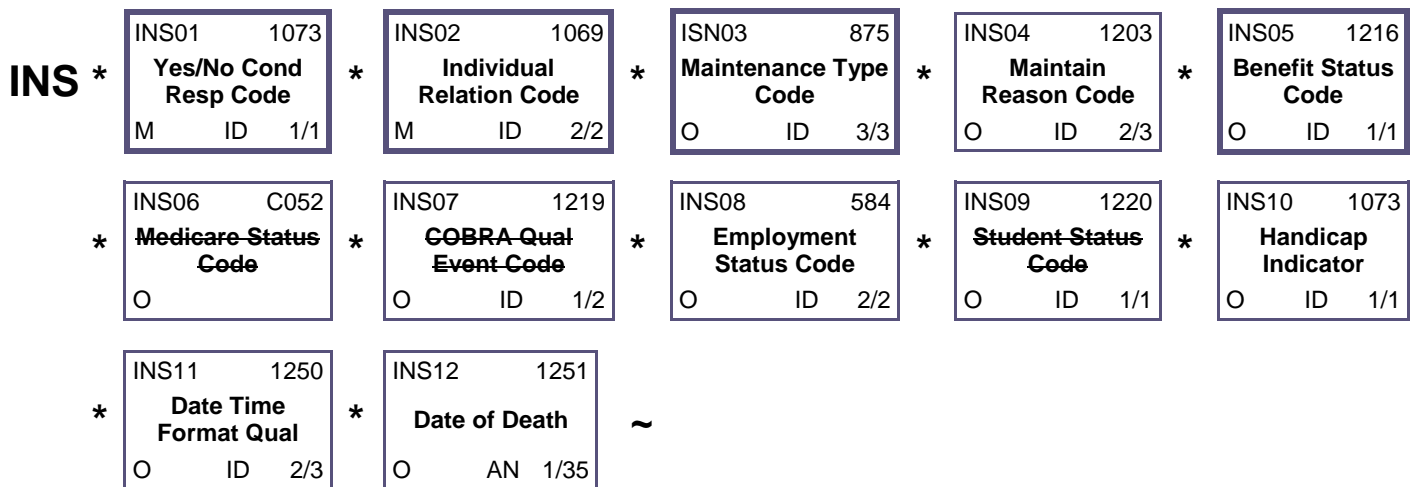 INS01 1073 INS02 1069 ISN03 875 INS04 1203 INS05 1216
INS * Yes/No Cond Resp Code * Individual Relation Code * Maintenance Type Code * Maintain Reason Code * Benefit Status Code
M ID 1/1 M ID 2/2 O ID 3/3 O ID 2/3 O ID 1/1
INS06 C052 INS07 1219 INS08 584 INS09 1220 INS10 1073
* Medicare Status Code * COBRA Qual Event Code * Employment Status Code * Student Status Code * Handicap Indicator
O O ID 1/2 O ID 2/2 O ID 1/1 O ID 1/1
INS11 1250 INS12 1251
* Date Time Format Qual * Date of Death ~
O ID 2/3 O AN 1/35